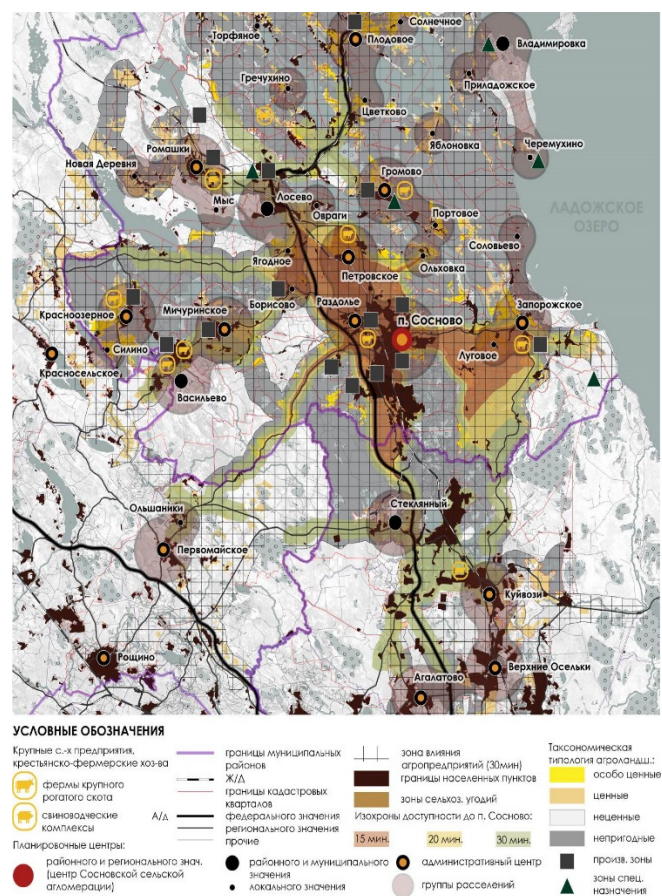 Солнечное
Торфяное
Плодовое
Владимировка
Гречухино
Приладожское
Цветково
Яблоновка
Черемухино
Ромашки
Новая Деревня
Громово
Мыс
Лосево
Овраги
ЛАДОЖСКОЕ
ОЗЕРО
Портовое
Соловьево
Ягодное
Петровское
Ольховка
Борисово
Раздолье
п. Сосново
Запорожское
Красноозерное
Мичуринское
Силино
Луговое
Красносельское
Васильево
Ольшаники
Стеклянный
Первомайское
Куйвози
Рощино
Верхние Осельки
Агалатово
УСЛОВНЫЕ ОБОЗНАЧЕНИЯ
Крупные с.-х предприятия,
крестьянско-фермерские хоз-ва
фермы крупного
рогатого скота
свиноводческие
комплексы
Планировочные центры:
районного и регионального знач.
(центр Сосновской сельской
агломерации)
границы муниципальных
районов
Ж/Д
границы кадастровых
кварталов
А/д
федерального значения
регионального значения
прочие
районного и муниципального
значения
локального значения
зона влияния
агропредприятий (30мин)
границы населенных пунктов
зоны сельхоз. угодий
Изохроны доступности до п. Сосново:
15 мин.
20 мин.
30 мин.
административный центр
группы расселений
Таксономическая
типология агроландш.:
особо ценные
ценные
неценные
непригодные
произв. зоны
зоны спец.
назначения